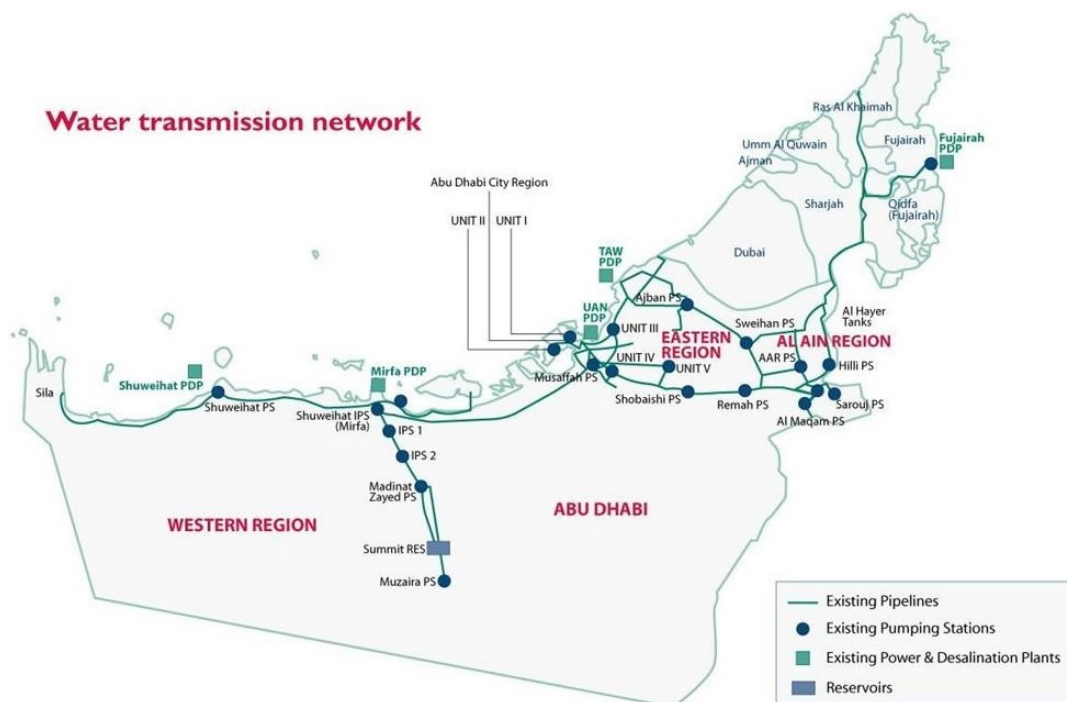 Water transmission network
Ras Al Khaimah
Umm Al Quwain
Ajman
Fujairah
Fujairah
PDP
Qidfa
(Fujairah)
Sharjah
Dubai
Abu Dhabi City Region
UNIT II
UNIT I
TAW
PDP
UAN
PDP
Ajban PS
UNIT III
EASTERN
REGION
UNIT IV
UNIT V
Musaffah PS
Sweihan PS
Al Hayer
Tanks
AL AIN REGION
AAR PS
Hilli PS
Shobaishi PS
Remah PS
Sarouj PS
Al Maqam PS
Sila
Shuweihat PDP
Shuweihat PS
Mirfa PDP
Shuweihat IPS
(Mirfa)
IPS 1
IPS 2
Madinat
Zayed PS
WESTERN REGION
ABU DHABI
Summit RES
Muzaira PS
Existing Pipelines
Existing Pumping Stations
Existing Power & Desalination Plants
Reservoirs